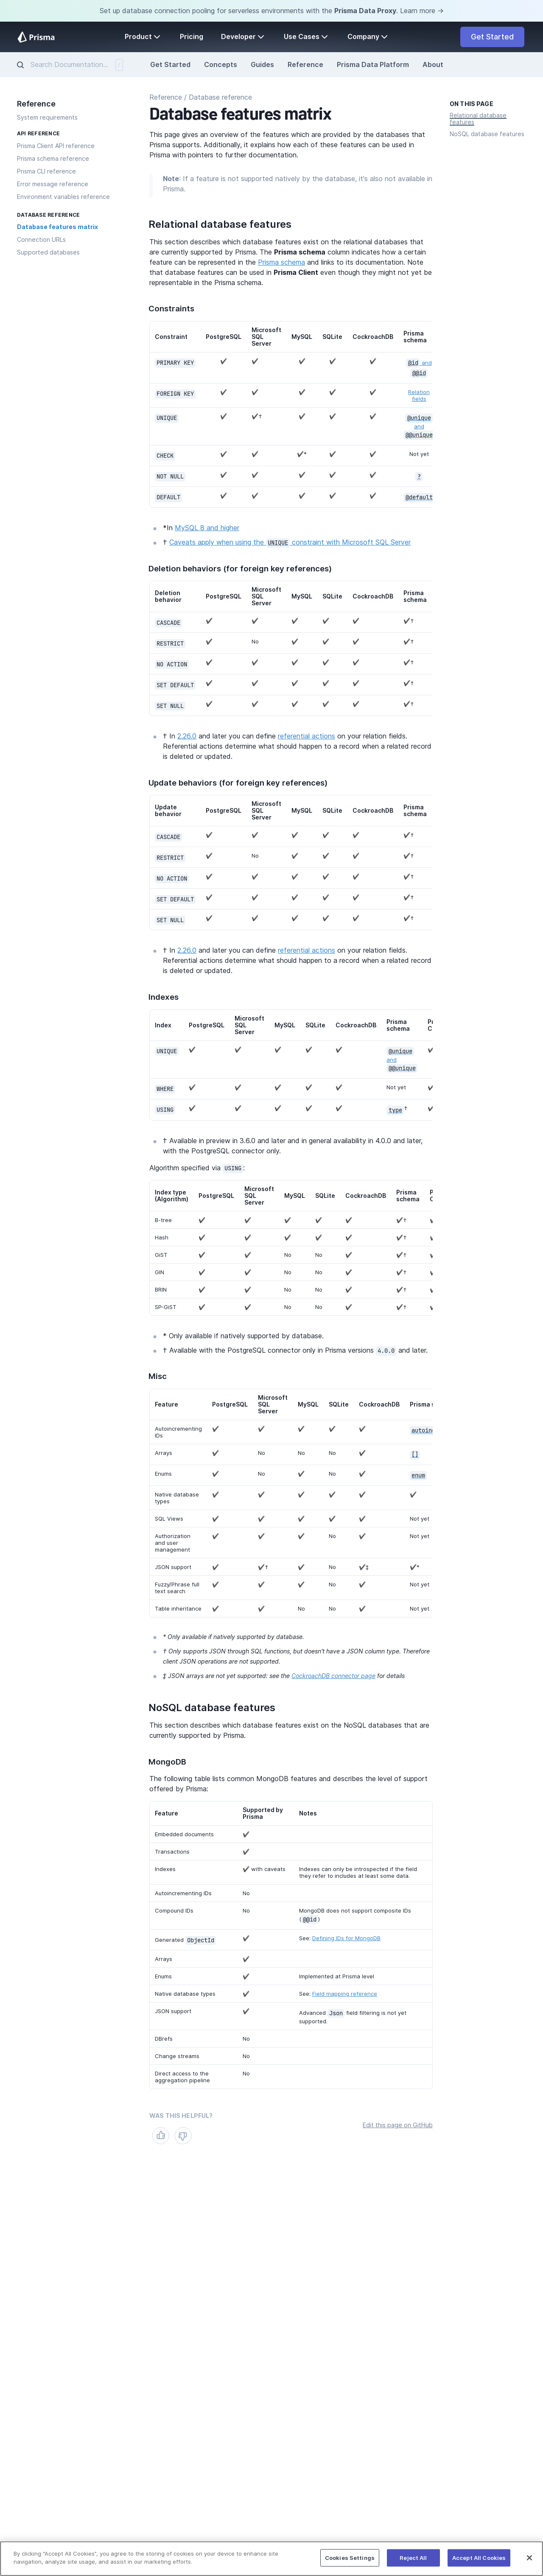 Set up database connection pooling for serverless environments with the Prisma Data Proxy. Learn more →
Prisma
Product
Pricing
Developer
Use Cases
Company
Get Started
Search Documentation... /
Get Started
Concepts
Guides
Reference
Prisma Data Platform
About
Reference
System requirements
API REFERENCE
Prisma Client API reference
Prisma schema reference
Prisma CLI reference
Error message reference
Environment variables reference
DATABASE REFERENCE
Database features matrix
Connection URLs
Supported databases
Reference / Database reference
Database features matrix
This page gives an overview of the features which are provided by the databases that
Prisma supports. Additionally, it explains how each of these features can be used in
Prisma with pointers to further documentation.
Note: If a feature is not supported natively by the database, it's also not available in
Prisma.
ON THIS PAGE
Relational database
features
NoSQL database features
Relational database features
This section describes which database features exist on the relational databases that
are currently supported by Prisma. The Prisma schema column indicates how a certain
feature can be represented in the Prisma schema and links to its documentation. Note
that database features can be used in Prisma Client even though they might not yet be
representable in the Prisma schema.
Constraints
Constraint PostgreSQL Microsoft SQL Server MySQL SQLite CockroachDB Prisma schema
PRIMARY KEY ✔ ✔ ✔ ✔ ✔ @id and @@id
FOREIGN KEY ✔ ✔ ✔ ✔ ✔ Relation fields
UNIQUE ✔ ✔† ✔ ✔ ✔ @unique and @@unique
CHECK ✔ ✔ ✔* ✔ ✔ Not yet
NOT NULL ✔ ✔ ✔ ✔ ✔ ?
DEFAULT ✔ ✔ ✔ ✔ ✔ @default
*In MySQL 8 and higher
† Caveats apply when using the UNIQUE constraint with Microsoft SQL Server
Deletion behaviors (for foreign key references)
Deletion behavior PostgreSQL Microsoft SQL Server MySQL SQLite CockroachDB Prisma schema
CASCADE ✔ ✔ ✔ ✔ ✔ ✔†
RESTRICT ✔ No ✔ ✔ ✔ ✔†
NO ACTION ✔ ✔ ✔ ✔ ✔ ✔†
SET DEFAULT ✔ ✔ ✔ ✔ ✔ ✔†
SET NULL ✔ ✔ ✔ ✔ ✔ ✔†
† In 2.26.0 and later you can define referential actions on your relation fields.
Referential actions determine what should happen to a record when a related record
is deleted or updated.
Update behaviors (for foreign key references)
Update behavior PostgreSQL Microsoft SQL Server MySQL SQLite CockroachDB Prisma schema
CASCADE ✔ ✔ ✔ ✔ ✔ ✔†
RESTRICT ✔ No ✔ ✔ ✔ ✔†
NO ACTION ✔ ✔ ✔ ✔ ✔ ✔†
SET DEFAULT ✔ ✔ ✔ ✔ ✔ ✔†
SET NULL ✔ ✔ ✔ ✔ ✔ ✔†
† In 2.26.0 and later you can define referential actions on your relation fields.
Referential actions determine what should happen to a record when a related record
is deleted or updated.
Indexes
Index PostgreSQL Microsoft SQL Server MySQL SQLite CockroachDB Prisma schema
UNIQUE ✔ ✔ ✔ ✔ ✔ @unique and @@unique ✔
WHERE ✔ ✔ ✔ ✔ ✔ Not yet ✔
USING ✔ ✔ ✔ ✔ ✔ type† ✔
† Available in preview in 3.6.0 and later and in general availability in 4.0.0 and later,
with the PostgreSQL connector only.
Algorithm specified via USING:
Index type (Algorithm) PostgreSQL Microsoft SQL Server MySQL SQLite CockroachDB Prisma schema
B-tree ✔ ✔ ✔ ✔ ✔ ✔†
Hash ✔ ✔ ✔ ✔ ✔ ✔†
GiST ✔ ✔ No No ✔ ✔†
GIN ✔ ✔ No No ✔ ✔†
BRIN ✔ ✔ No No ✔ ✔†
SP-GiST ✔ ✔ No No ✔ ✔†
* Only available if natively supported by database.
† Available with the PostgreSQL connector only in Prisma versions 4.0.0 and later.
Misc
Feature PostgreSQL Microsoft SQL Server MySQL SQLite CockroachDB Prisma
Autoincrementing IDs ✔ ✔ ✔ ✔ ✔
Arrays ✔ No No No ✔ []
Enums ✔ No ✔ No ✔ enum
Native database types ✔ ✔ ✔ ✔ ✔ ✔
SQL Views ✔ ✔ ✔ ✔ ✔ Not yet
Authorization and user management ✔ ✔ ✔ No ✔ Not yet
JSON support ✔ ✔† ✔ No ✔‡ ✔*
Fuzzy/Phrase full text search ✔ ✔ ✔ No ✔ Not yet
Table inheritance ✔ ✔ No No ✔ Not yet
* Only available if natively supported by database.
† Only supports JSON through SQL functions, but doesn't have a JSON column type. Therefore
client JSON operations are not supported.
‡ JSON arrays are not yet supported: see the CockroachDB connector page for details
NoSQL database features
This section describes which database features exist on the NoSQL databases that are
currently supported by Prisma.
MongoDB
The following table lists common MongoDB features and describes the level of support
offered by Prisma:
Feature Supported by Prisma Notes
Embedded documents ✔
Transactions ✔
Indexes ✔ with caveats Indexes can only be introspected if the field
they refer to includes at least some data.
Autoincrementing IDs No
Compound IDs No MongoDB does not support composite IDs
(@@id)
Generated ObjectId ✔ See: Defining IDs for MongoDB
Arrays ✔
Enums ✔ Implemented at Prisma level
Native database types ✔ See: Field mapping reference
JSON support ✔ Advanced Json field filtering is not yet
supported.
DBrefs No
Change streams No
Direct access to the aggregation pipeline No
WAS THIS HELPFUL?
Edit this page on GitHub
By clicking "Accept All Cookies", you agree to the storing of cookies on your device to enhance site
navigation, analyze site usage, and assist in our marketing efforts.
Cookies Settings
Reject All
Accept All Cookies